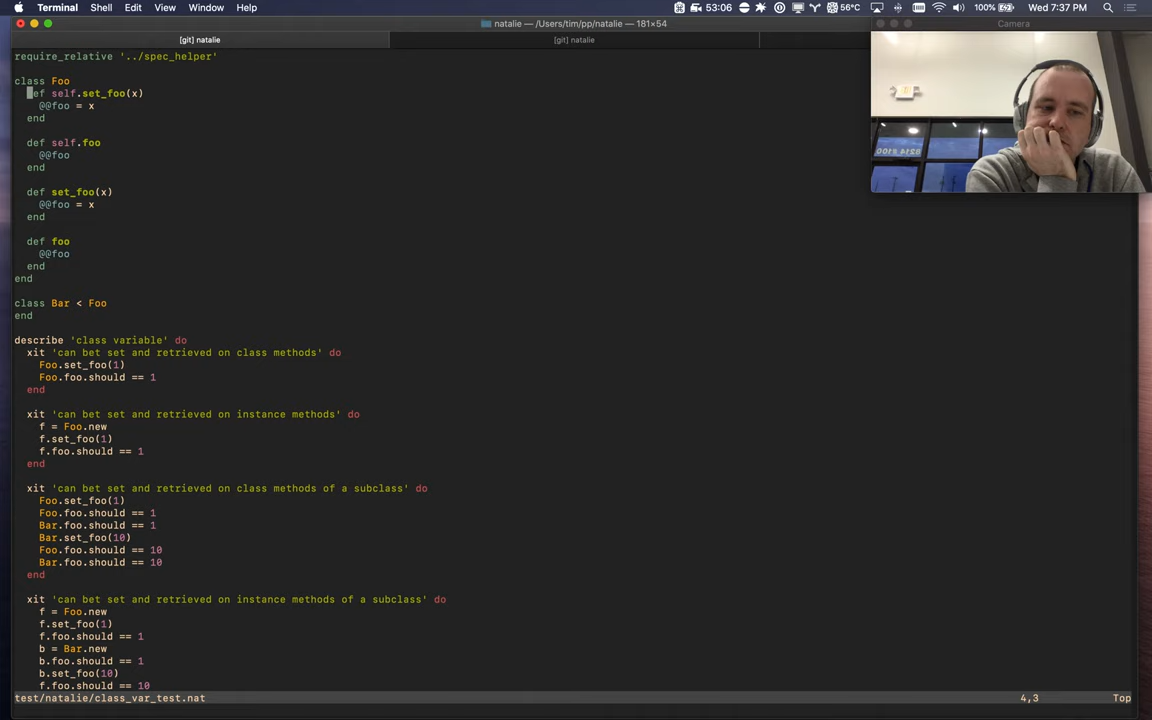 Terminal Shell Edit View Window Help 53:06 56°C 100% Wed 7:37 PM
natalie — /Users/tim/pp/natalie — 181×54
Camera
[git] natalie [git] natalie
require_relative '../spec_helper'
class Foo
ef self.set_foo(x)
@@foo = x
end
def self.foo
@@foo
end
def set_foo(x)
@@foo = x
end
def foo
@@foo
end
end
class Bar < Foo
end
describe 'class variable' do
xit 'can bet set and retrieved on class methods' do
Foo.set_foo(1)
Foo.foo.should == 1
end
xit 'can bet set and retrieved on instance methods' do
f = Foo.new
f.set_foo(1)
f.foo.should == 1
end
xit 'can bet set and retrieved on class methods of a subclass' do
Foo.set_foo(1)
Foo.foo.should == 1
Bar.foo.should == 1
Bar.set_foo(10)
Foo.foo.should == 10
Bar.foo.should == 10
end
xit 'can bet set and retrieved on instance methods of a subclass' do
f = Foo.new
f.set_foo(1)
f.foo.should == 1
b = Bar.new
b.foo.should == 1
b.set_foo(10)
f.foo.should == 10
test/natalie/class_var_test.nat 4,3 Top